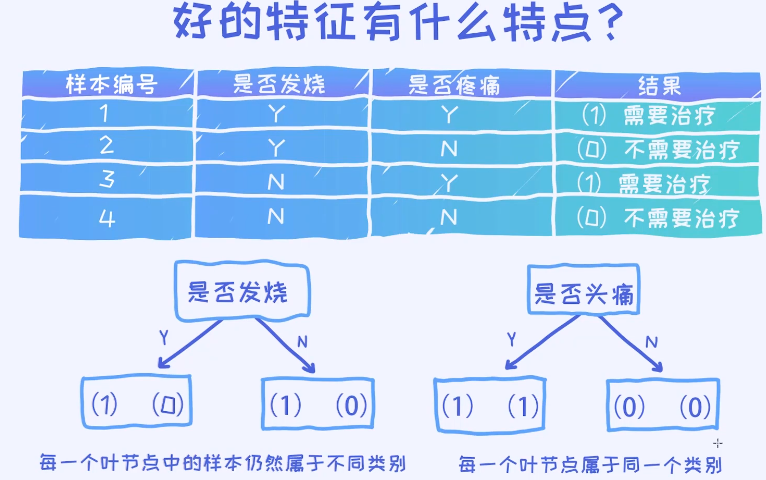 好的特征有什么特点？
样本编号 是否发烧 是否疼痛 结果
1 Y Y （1）需要治疗
2 Y N （0）不需要治疗
3 N Y （1）需要治疗
4 N N （0）不需要治疗
是否发烧 是否头痛
Y N Y N
（1）（0） （1）（0） （1）（1） （0）（0）
每一个叶节点中的样本仍然属于不同类别 每一个叶节点属于同一个类别